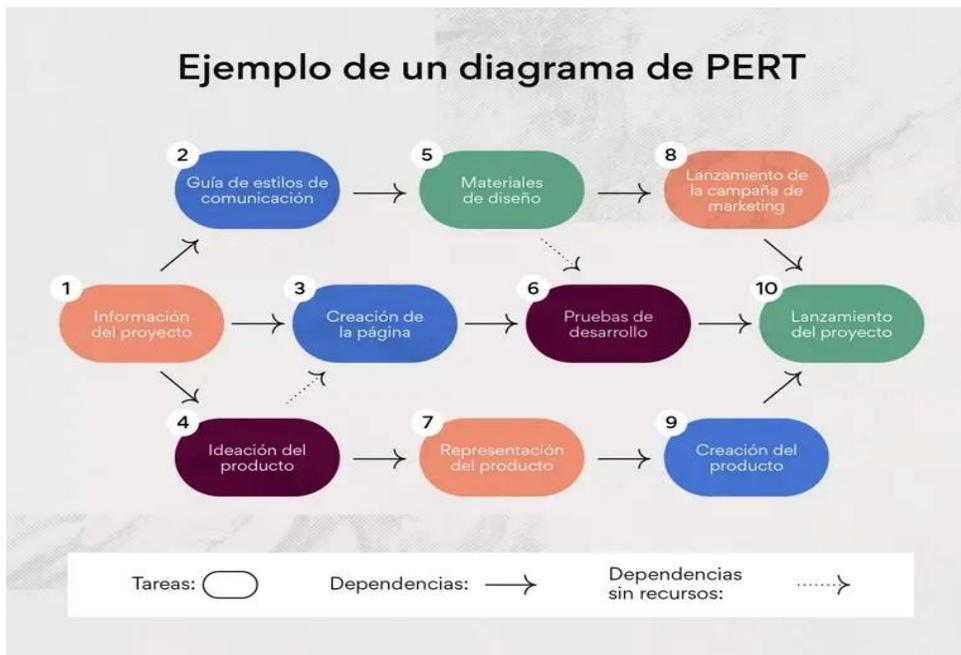 Ejemplo de un diagrama de PERT
2
Guía de estilos de
comunicación
5
Materiales
de diseño
8
Lanzamiento de
la campaña de
marketing
1
Información
del proyecto
3
Creación de
la página
6
Pruebas de
desarrollo
10
Lanzamiento
del proyecto
4
Ideación del
producto
7
Representación
del producto
9
Creación del
producto
Tareas:
Dependencias:
Dependencias
sin recursos: